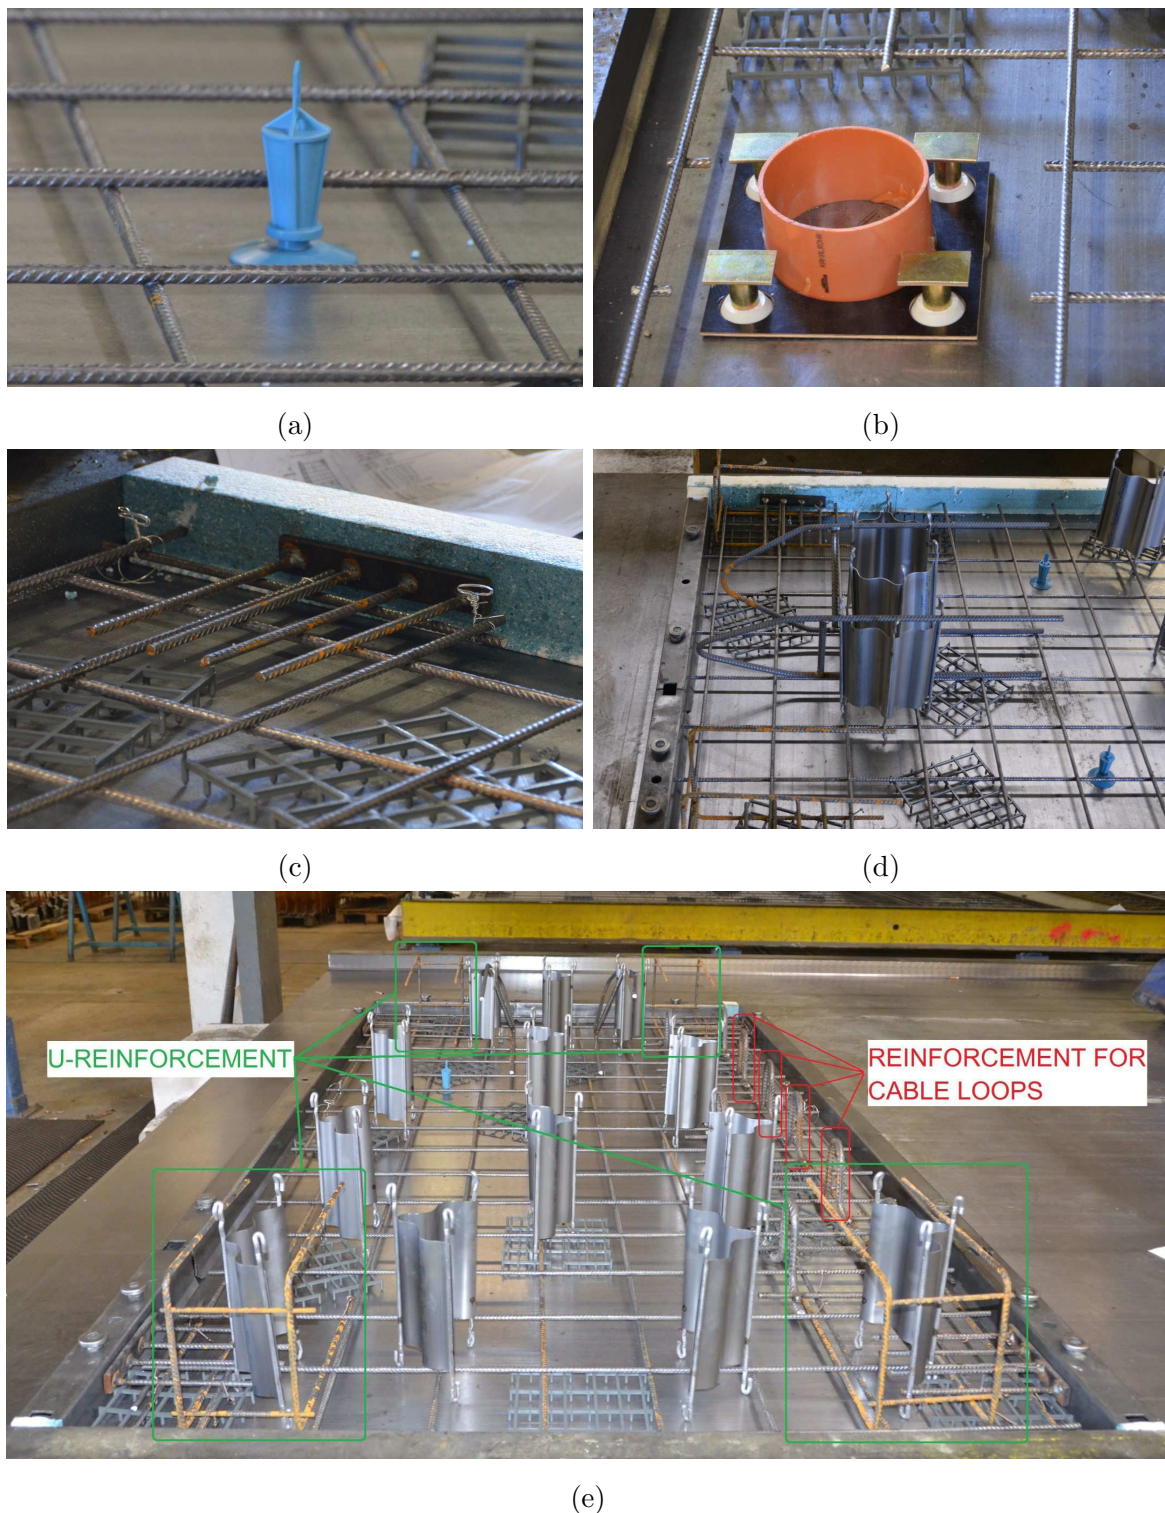 (a)
(b)
(c)
(d)
U-REINFORCEMENT
REINFORCEMENT FOR
CABLE LOOPS
(e)